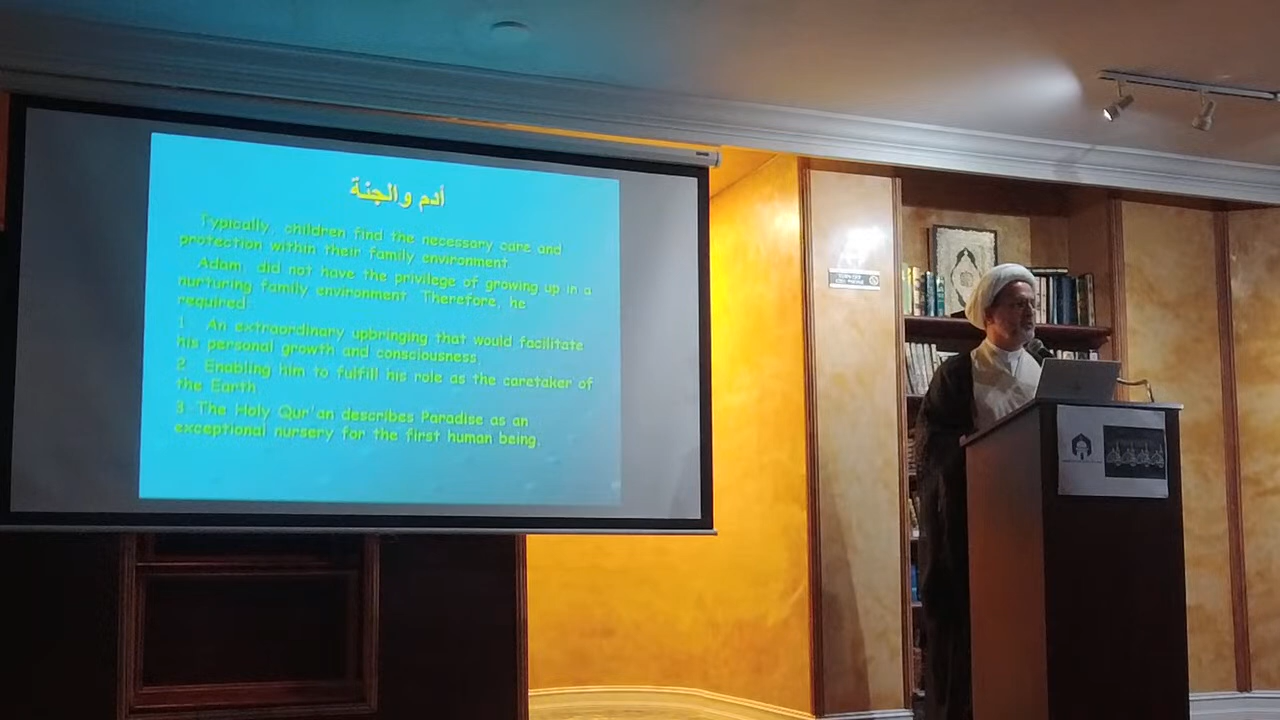 أدم والجنة
Typically, children find the necessary care and
protection within their family environment.
Adam, did not have the privilege of growing up in a
nurturing family environment. Therefore, he
required:
1. An extraordinary upbringing that would facilitate
his personal growth and consciousness.
2. Enabling him to fulfill his role as the caretaker of
the Earth.
3. The Holy Qur'an describes Paradise as an
exceptional nursery for the first human being.